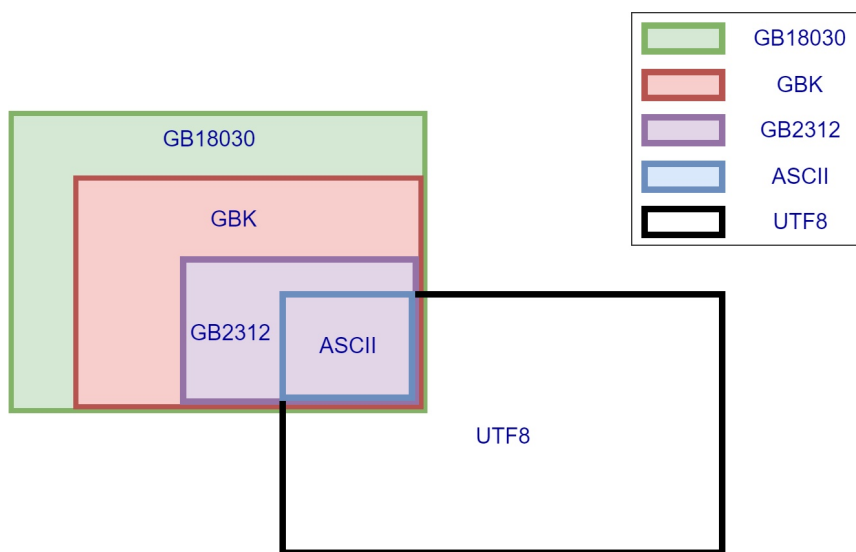 GB18030
GBK
GB2312
ASCII
UTF8
GB18030
GBK
GB2312
ASCII
UTF8